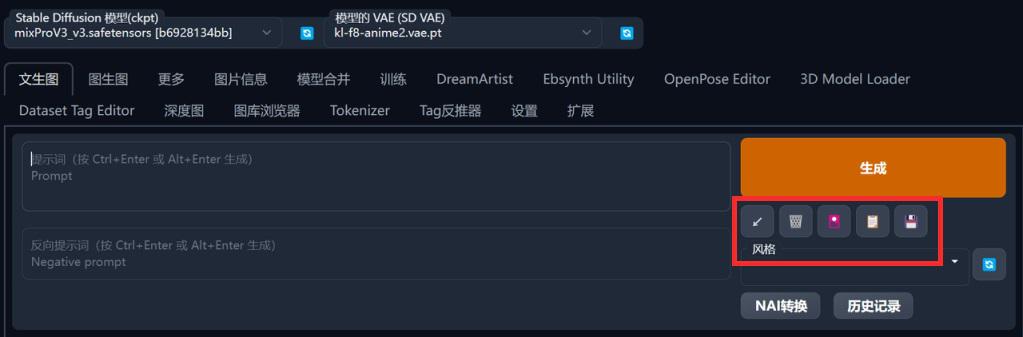 Stable Diffusion 模型(ckpt)
mixProV3_v3.safetensors [b6928134bb]
模型的 VAE (SD VAE)
kl-f8-anime2.vae.pt
文生图 图生图 更多 图片信息 模型合并 训练 DreamArtist Ebsynth Utility OpenPose Editor 3D Model Loader
Dataset Tag Editor 深度图 图库浏览器 Tokenizer Tag反推器 设置 扩展
提示词（按 Ctrl+Enter 或 Alt+Enter 生成）
Prompt
生成
反向提示词（按 Ctrl+Enter 或 Alt+Enter 生成）
Negative prompt
风格
NAI转换 历史记录